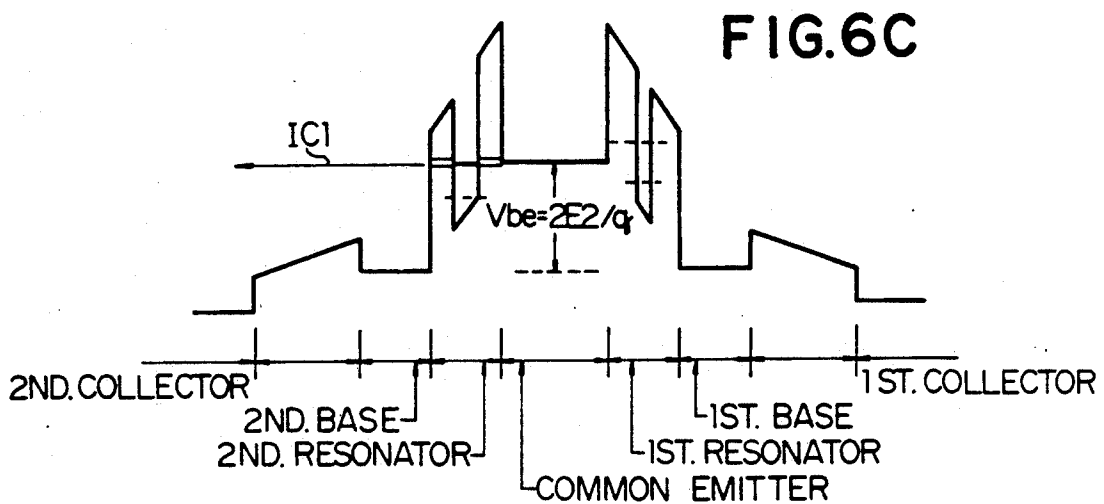 FIG.6C
IC1
Vbe=2E2/q
2ND. COLLECTOR
1ST. COLLECTOR
2ND. BASE
1ST. BASE
2ND. RESONATOR
1ST. RESONATOR
COMMON EMITTER